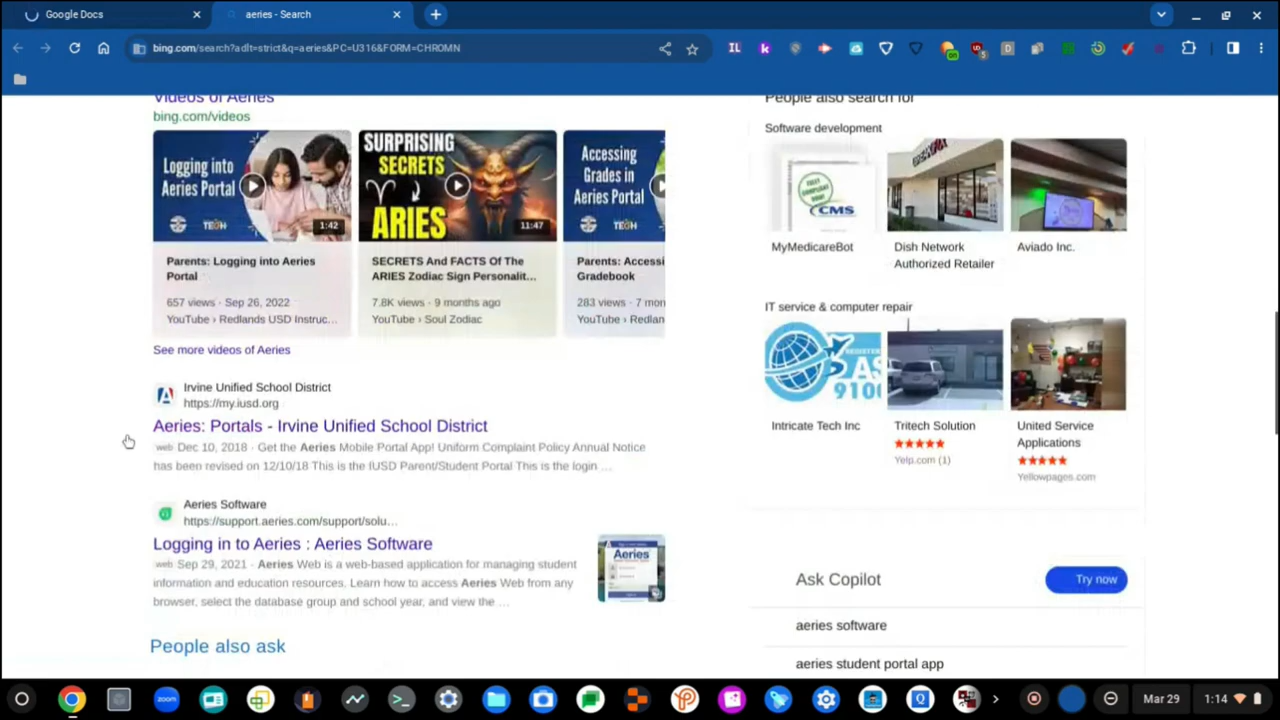 Google Docs
aeries - Search
bing.com/search?adlt=strict&q=aeries&PC=U316&FORM=CHROMN
Videos of Aeries
bing.com/videos
Logging into
Aeries Portal
TECH
1:42
Parents: Logging into Aeries
Portal
657 views · Sep 26, 2022
YouTube › Redlands USD Instruc...
SURPRISING
SECRETS
ARIES
11:47
SECRETS And FACTS Of The
ARIES Zodiac Sign Personalit...
7.8K views · 9 months ago
YouTube › Soul Zodiac
Accessing
Grades in
Aeries Portal
TECH
Parents: Accessi
Gradebook
283 views · 7 mon
YouTube › Redlan
See more videos of Aeries
Irvine Unified School District
https://my.iusd.org
Aeries: Portals - Irvine Unified School District
web Dec 10, 2018 · Get the Aeries Mobile Portal App! Uniform Complaint Policy Annual Notice
has been revised on 12/10/18 This is the IUSD Parent/Student Portal This is the login ...
Aeries Software
https://support.aeries.com/support/solu...
Logging in to Aeries : Aeries Software
web Sep 29, 2021 · Aeries Web is a web-based application for managing student
information and education resources. Learn how to access Aeries Web from any
browser, select the database group and school year, and view the ...
Aeries
People also ask
People also search for
Software development
CMS
MyMedicareBot
Dish Network
Authorized Retailer
Aviado Inc.
IT service & computer repair
REGISTERE
AS
9100
Intricate Tech Inc
Tritech Solution
Yelp.com (1)
United Service
Applications
Yellowpages.com
Ask Copilot
Try now
aeries software
aeries student portal app
zoom
Mar 29
1:14